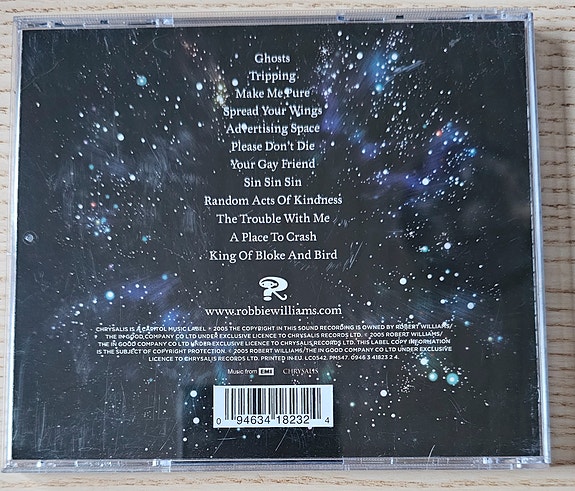 Ghosts
Tripping
Make Me Pure
Spread Your Wings
Advertising Space
Please Don't Die
Your Gay Friend
Sin Sin Sin
Random Acts Of Kindness
The Trouble With Me
A Place To Crash
King Of Bloke And Bird
R
www.robbiewilliams.com
CHRYSALIS IS A CAPITOL MUSIC LABEL ℗ 2005 THE COPYRIGHT IN THIS SOUND RECORDING IS OWNED BY ROBERT WILLIAMS/
THE IN GOOD COMPANY CO LTD UNDER EXCLUSIVE LICENCE TO CHRYSALIS RECORDS LTD. © 2005 ROBERT WILLIAMS/
THE IN GOOD COMPANY CO LTD UNDER EXCLUSIVE LICENCE TO CHRYSALIS RECORDS LTD. THIS LABEL COPY INFORMATION
IS THE SUBJECT OF COPYRIGHT PROTECTION. © 2005 ROBERT WILLIAMS/THE IN GOOD COMPANY CO LTD UNDER EXCLUSIVE
LICENCE TO CHRYSALIS RECORDS LTD. PRINTED IN EU. LC0542. PM547. 0946 3 41823 2 4.
Music from EMI CHRYSALIS
0 94634 18232 4